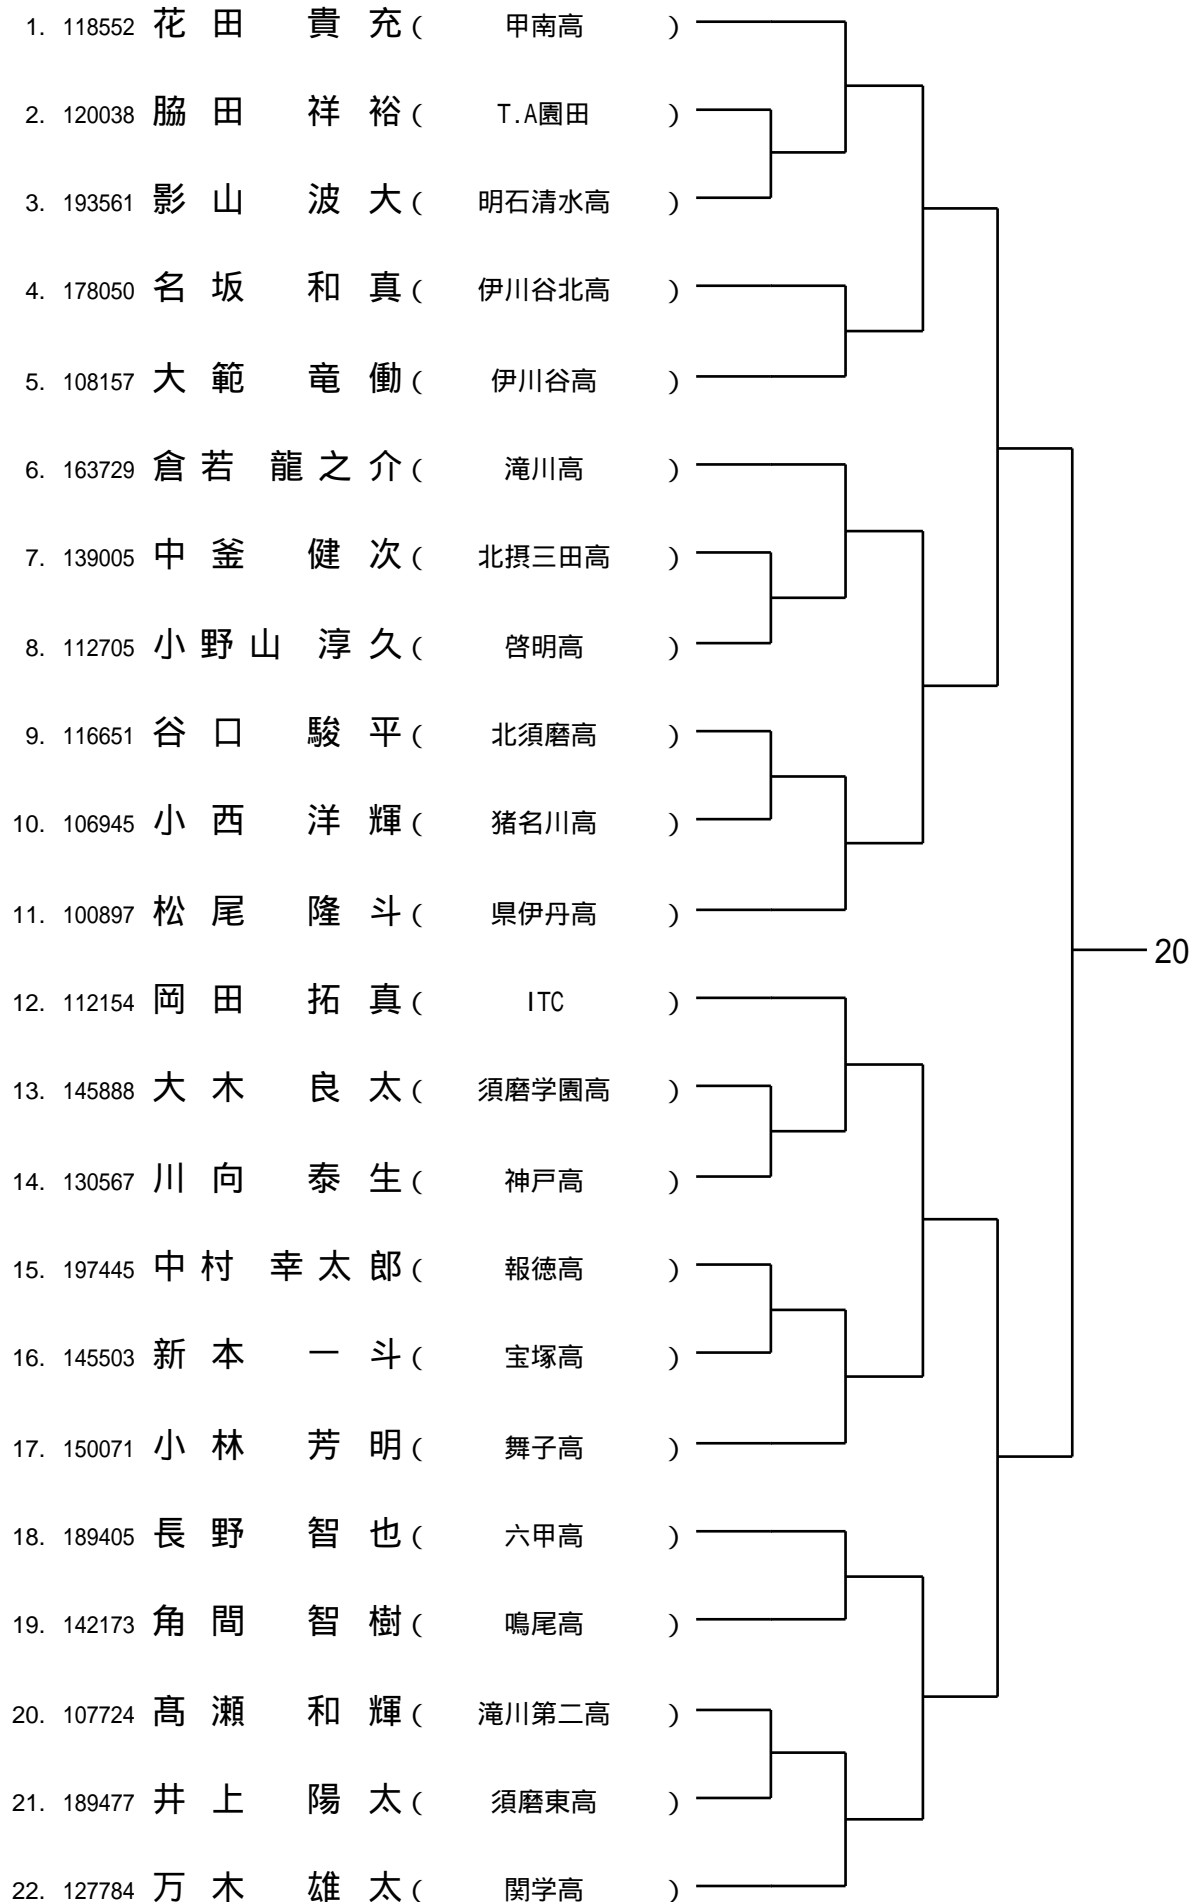 1. 118552 花田 貴充 ( 甲南高 )
2. 120038 脇田 祥裕 ( T.A園田 )
3. 193561 影山 波大 ( 明石清水高 )
4. 178050 名坂 和真 ( 伊川谷北高 )
5. 108157 大範 竜働 ( 伊川谷高 )
6. 163729 倉若 龍之介 ( 滝川高 )
7. 139005 中釜 健次 ( 北摂三田高 )
8. 112705 小野山 淳久 ( 啓明高 )
9. 116651 谷口 駿平 ( 北須磨高 )
10. 106945 小西 洋輝 ( 猪名川高 )
11. 100897 松尾 隆斗 ( 県伊丹高 )
20
12. 112154 岡田 拓真 ( ITC )
13. 145888 大木 良太 ( 須磨学園高 )
14. 130567 川向 泰生 ( 神戸高 )
15. 197445 中村 幸太郎 ( 報徳高 )
16. 145503 新本 一斗 ( 宝塚高 )
17. 150071 小林 芳明 ( 舞子高 )
18. 189405 長野 智也 ( 六甲高 )
19. 142173 角間 智樹 ( 鳴尾高 )
20. 107724 髙瀬 和輝 ( 滝川第二高 )
21. 189477 井上 陽太 ( 須磨東高 )
22. 127784 万木 雄太 ( 関学高 )